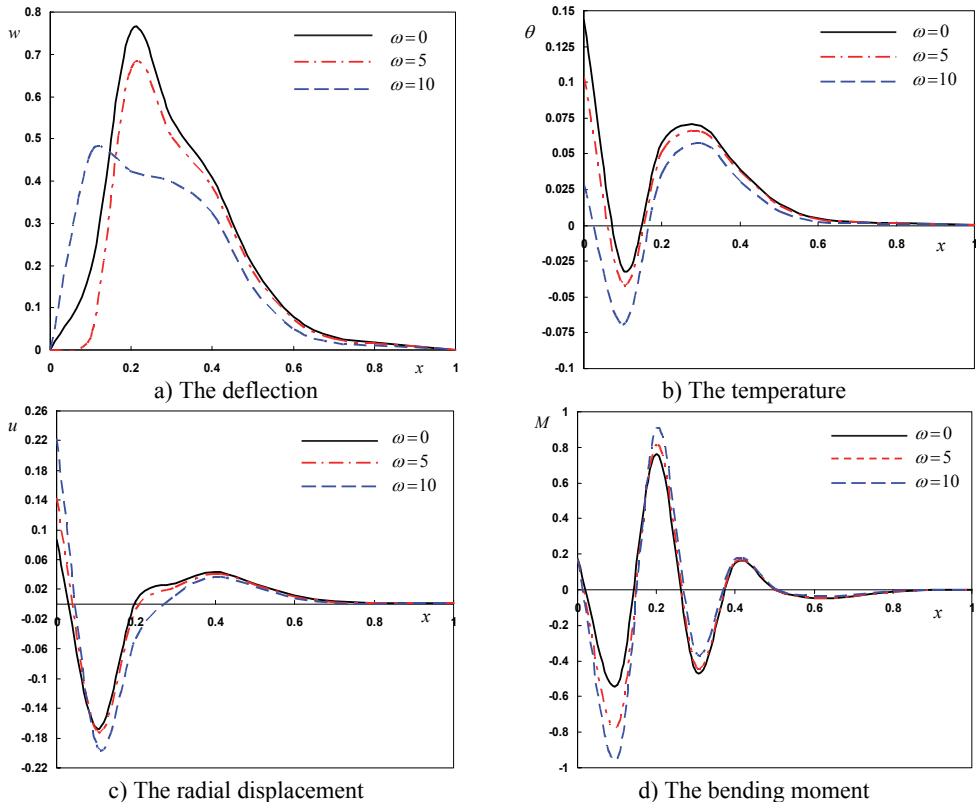 w
0.8
0.7
0.6
0.5
0.4
0.3
0.2
0.1
0
0
0.2
0.4
0.6
0.8
x
1
ω=0
ω=5
ω=10
a) The deflection
θ
0.15
0.125
0.1
0.075
0.05
0.025
0
-0.025
-0.05
-0.075
-0.1
0
0.2
0.4
0.6
0.8
1
x
ω=0
ω=5
ω=10
b) The temperature
u
0.26
0.22
0.18
0.14
0.1
0.06
0.02
-0.02
-0.06
-0.1
-0.14
-0.18
-0.22
0
0.2
0.4
0.6
0.8
1
x
ω=0
ω=5
ω=10
c) The radial displacement
M
1
0.8
0.6
0.4
0.2
0
-0.2
-0.4
-0.6
-0.8
-1
0
0.2
0.4
0.6
0.8
1
x
ω=0
ω=5
ω=10
d) The bending moment